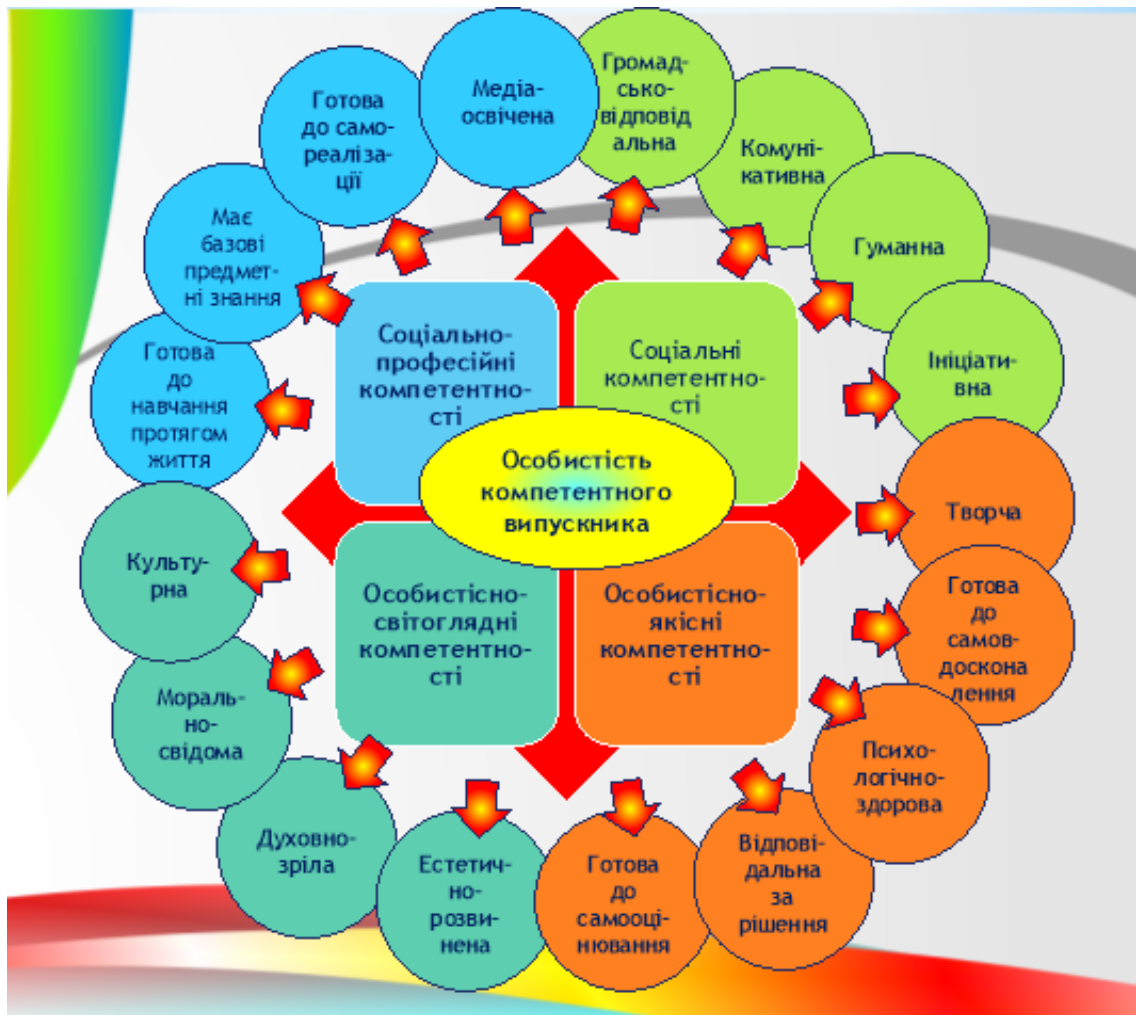 Медіа-
освічена
Громад-
сько-
відповід
альна
Комуні-
кативна
Гуманна
Ініціати-
вна
Творча
Готова
до
самов-
доскона
лення
Психо-
логічно-
здорова
Відпові-
дальна
за
рішення
Готова
до
самооці-
нювання
Естетич-
но-
розви-
нена
Духовно-
зріла
Мораль-
но-
свідома
Культу-
рна
Готова
до
навчання
протягом
життя
Має
базові
предмет-
ні знання
Готова
до само-
реаліза-
ції
Соціально-
професійні
компетентно-
сті
Соціальні
компетентно-
сті
Особистість
компетентного
випускника
Особистісно-
світоглядні
компетентно-
сті
Особистісно-
якісні
компетентно-
сті